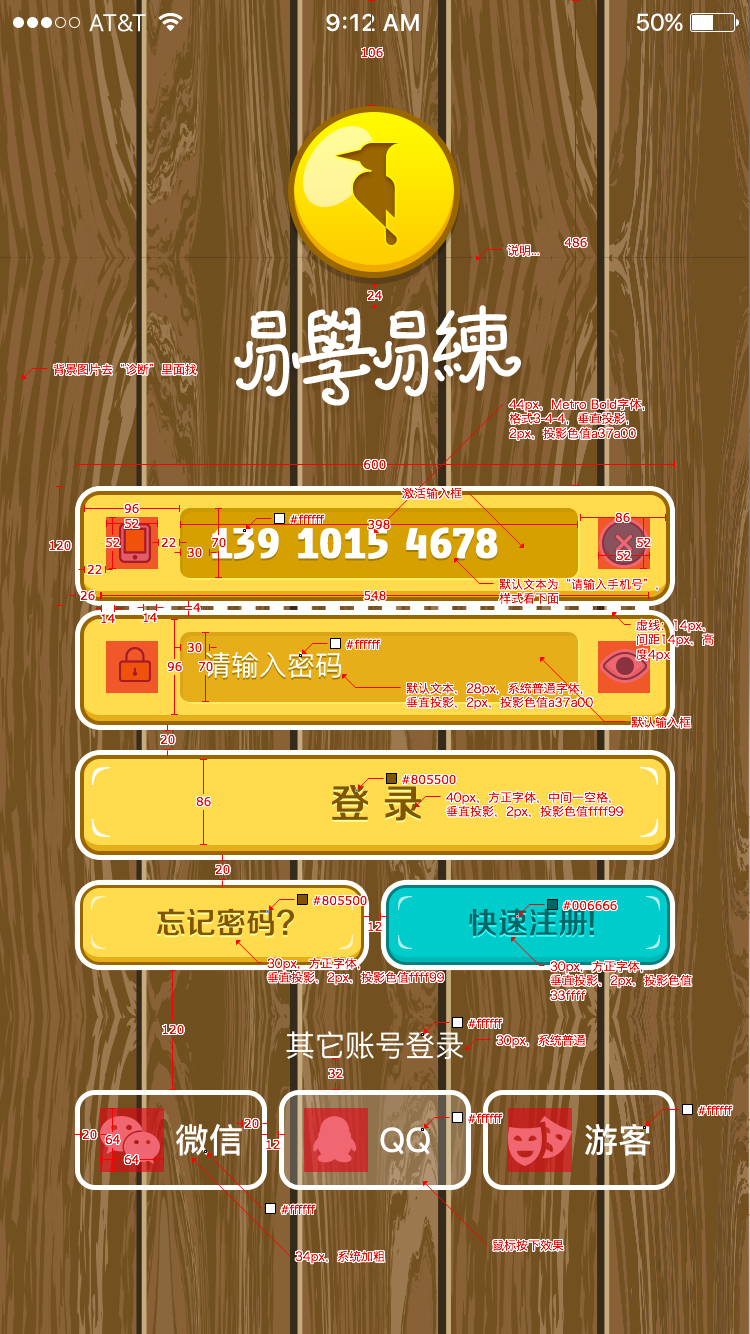 AT&T 9:12 AM 50%
106
说明... 486
24
易學易練
背景图片去“诊断”里面找
44px，Metro Bold字体，
格式3-4-4，垂直投影，
2px，投影色值a37a00
600
激活输入框
96
#ffffff
86
52
398
120
52
22
30
70
139 1015 4678
52
52
22
默认文本为“请输入手机号”，
样式看下面
26
548
14
14
4
虚线：14px，
间距14px，高
度4px
#ffffff
30
96
70
请输入密码
默认文本，28px，系统普通字体，
垂直投影，2px，投影色值a37a00
默认输入框
20
#805500
86
登 录
40px，方正字体，中间一空格，
垂直投影，2px，投影色值ffff99
20
#805500
#006666
忘记密码?
12
快速注册!
30px，方正字体，
垂直投影，2px，投影色值ffff99
30px，方正字体，
垂直投影，2px，投影色值
33ffff
120
#ffffff
其它账号登录
30px，系统普通
32
#ffffff
#ffffff
20
64
64
微信
20
12
QQ
游客
#ffffff
34px，系统加粗
鼠标按下效果